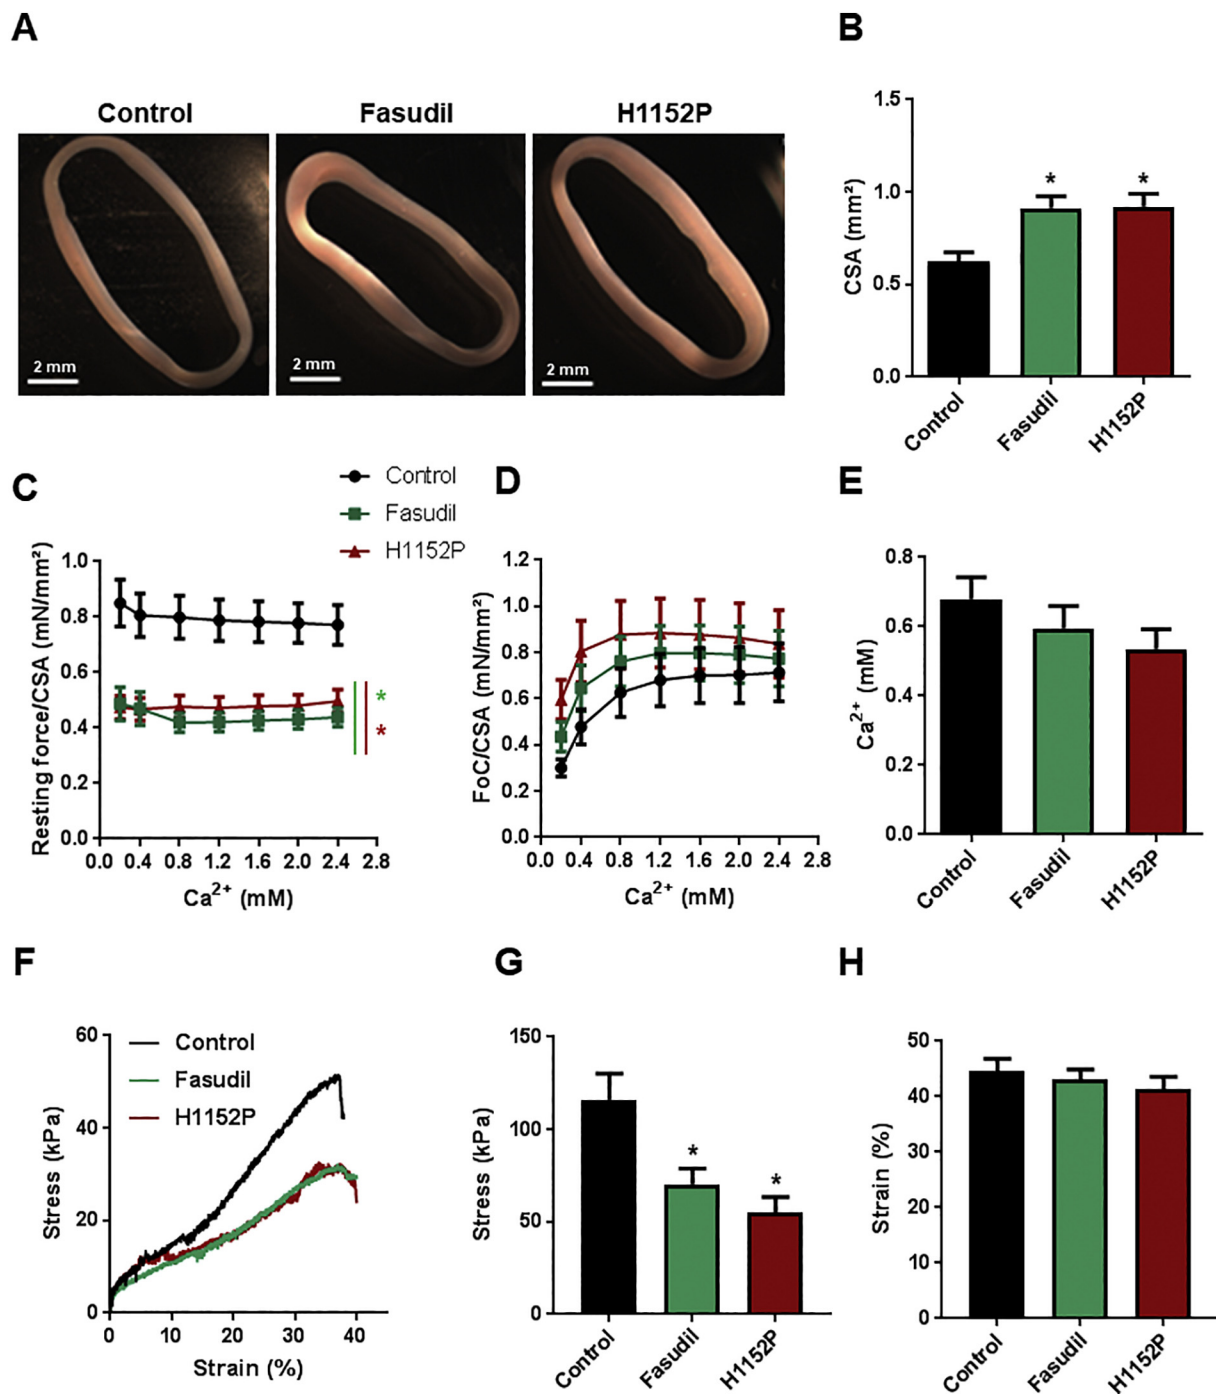 A
B
Control
Fasudil
H1152P
2 mm
2 mm
2 mm
CSA (mm²)
1.5
1.0
0.5
0.0
*
*
Control
Fasudil
H1152P
C
Control
Fasudil
H1152P
D
E
Resting force/CSA (mN/mm²)
1.0
0.8
0.6
0.4
0.2
0.0
*
*
0.0 0.4 0.8 1.2 1.6 2.0 2.4 2.8
Ca²⁺ (mM)
FoC/CSA (mN/mm²)
1.2
1.0
0.8
0.6
0.4
0.2
0.0
0.0 0.4 0.8 1.2 1.6 2.0 2.4 2.8
Ca²⁺ (mM)
Ca²⁺ (mM)
0.8
0.6
0.4
0.2
0.0
Control
Fasudil
H1152P
F
G
H
Stress (kPa)
60
40
20
0
Control
Fasudil
H1152P
0 10 20 30 40
Strain (%)
Stress (kPa)
150
100
50
0
*
*
Control
Fasudil
H1152P
Strain (%)
50
40
30
20
10
0
Control
Fasudil
H1152P